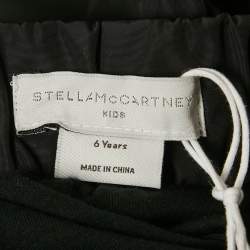 STELLAMcCARTNEY
KIDS
6 Years
MADE IN CHINA